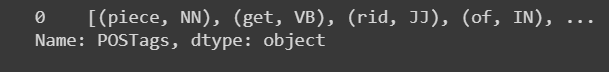 0    [(piece, NN), (get, VB), (rid, JJ), (of, IN), ...
Name: POSTags, dtype: object